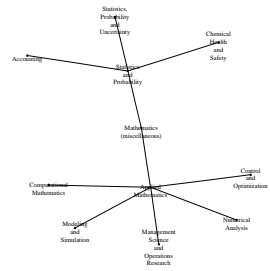 Statistics,
Probability
and
Uncertainty
Chemical
Health
and
Safety
Accounting
Statistics
and
Probability
Mathematics
(miscellaneous)
Control
and
Optimization
Computational
Mathematics
Applied
Mathematics
Modeling
and
Simulation
Numerical
Analysis
Management
Science
and
Operations
Research